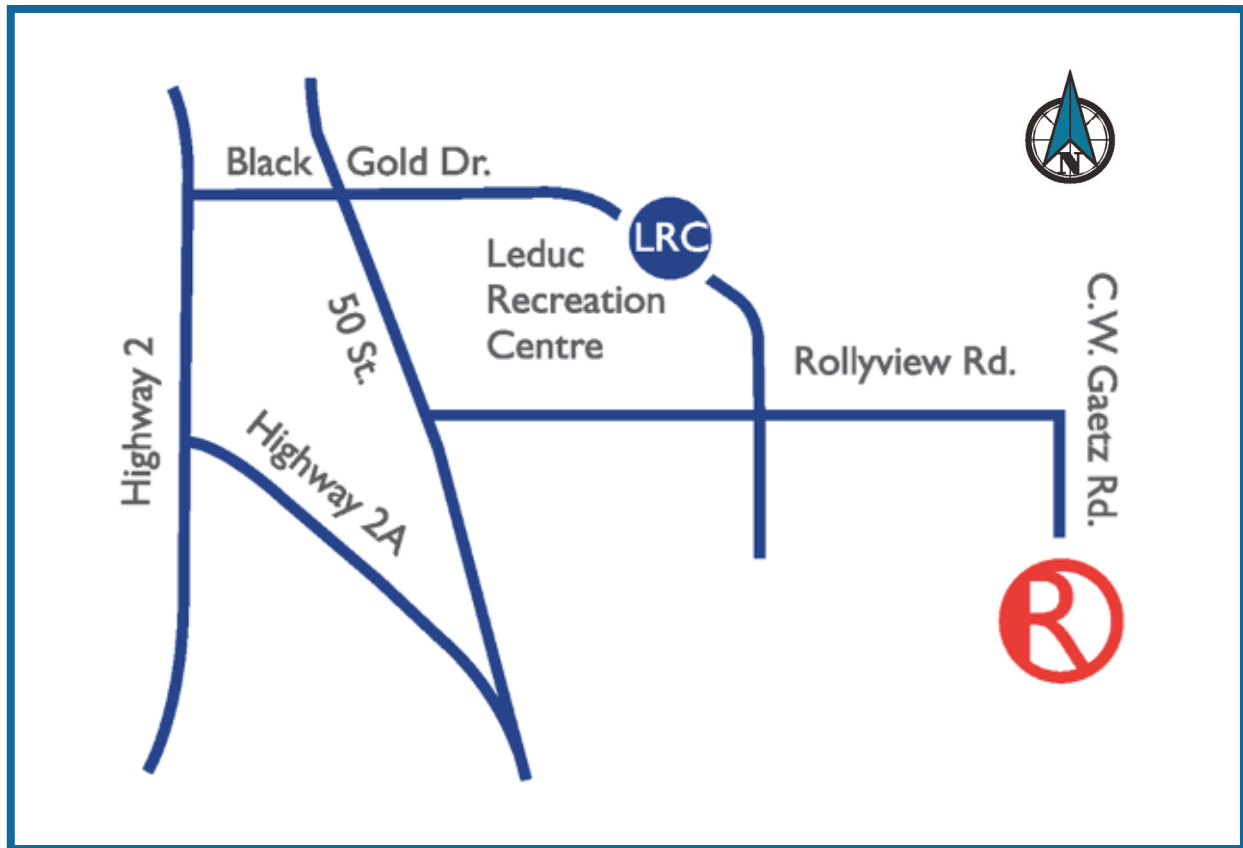 N
Black Gold Dr.
LRC
Leduc
Recreation
Centre
50 St.
Highway 2
Highway 2A
Rollyview Rd.
C.W. Gaetz Rd.
R